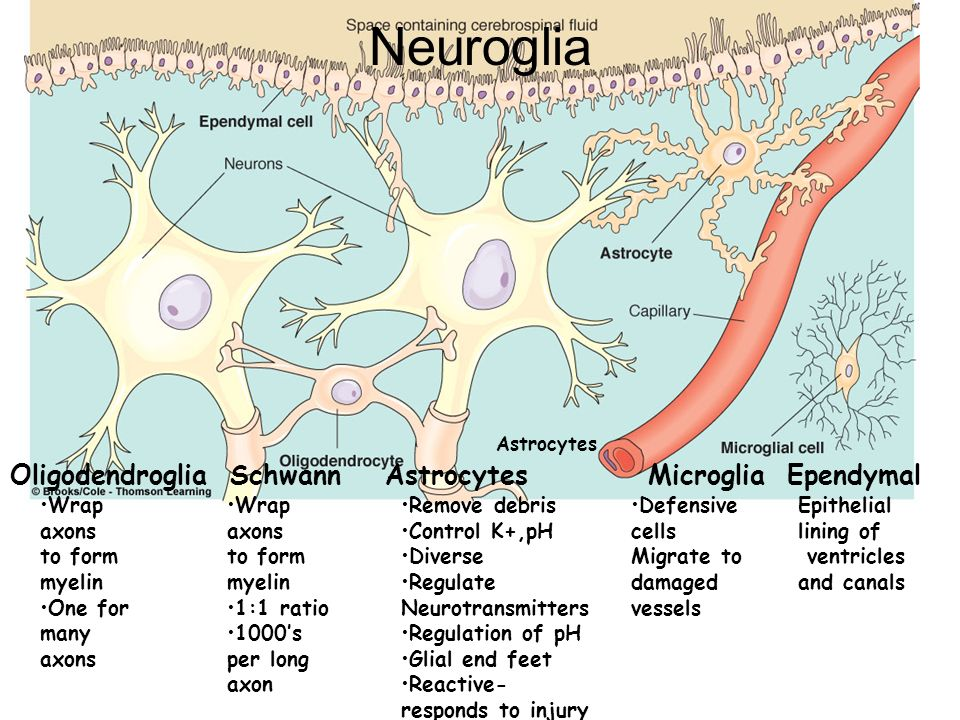 Space containing cerebrospinal fluid
Neuroglia
Ependymal cell
Neurons
Astrocyte
Capillary
Oligodendrocyte
Microglial cell
Astrocytes
Oligodendroglia Schwann Astrocytes Microglia Ependymal
© Brooks/Cole - Thomson Learning
•Wrap
axons
to form
myelin
•One for
many
axons
•Wrap
axons
to form
myelin
•1:1 ratio
•1000's
per long
axon
•Remove debris
•Control K+,pH
•Diverse
•Regulate
Neurotransmitters
•Regulation of pH
•Glial end feet
•Reactive-
responds to injury
•Defensive
cells
Migrate to
damaged
vessels
Epithelial
lining of
ventricles
and canals